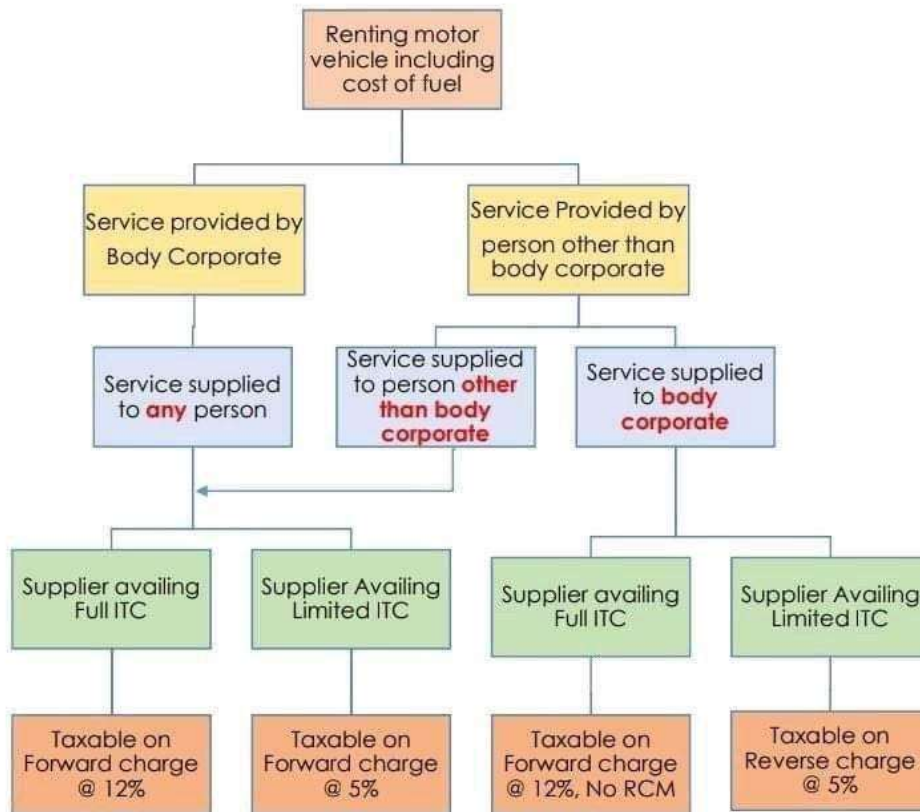 Renting motor
vehicle including
cost of fuel
Service provided by
Body Corporate
Service Provided by
person other than
body corporate
Service supplied
to any person
Service supplied
to person other
than body
corporate
Service supplied
to body
corporate
Supplier availing
Full ITC
Supplier Availing
Limited ITC
Supplier availing
Full ITC
Supplier Availing
Limited ITC
Taxable on
Forward charge
@ 12%
Taxable on
Forward charge
@ 5%
Taxable on
Forward charge
@ 12%, No RCM
Taxable on
Reverse charge
@ 5%